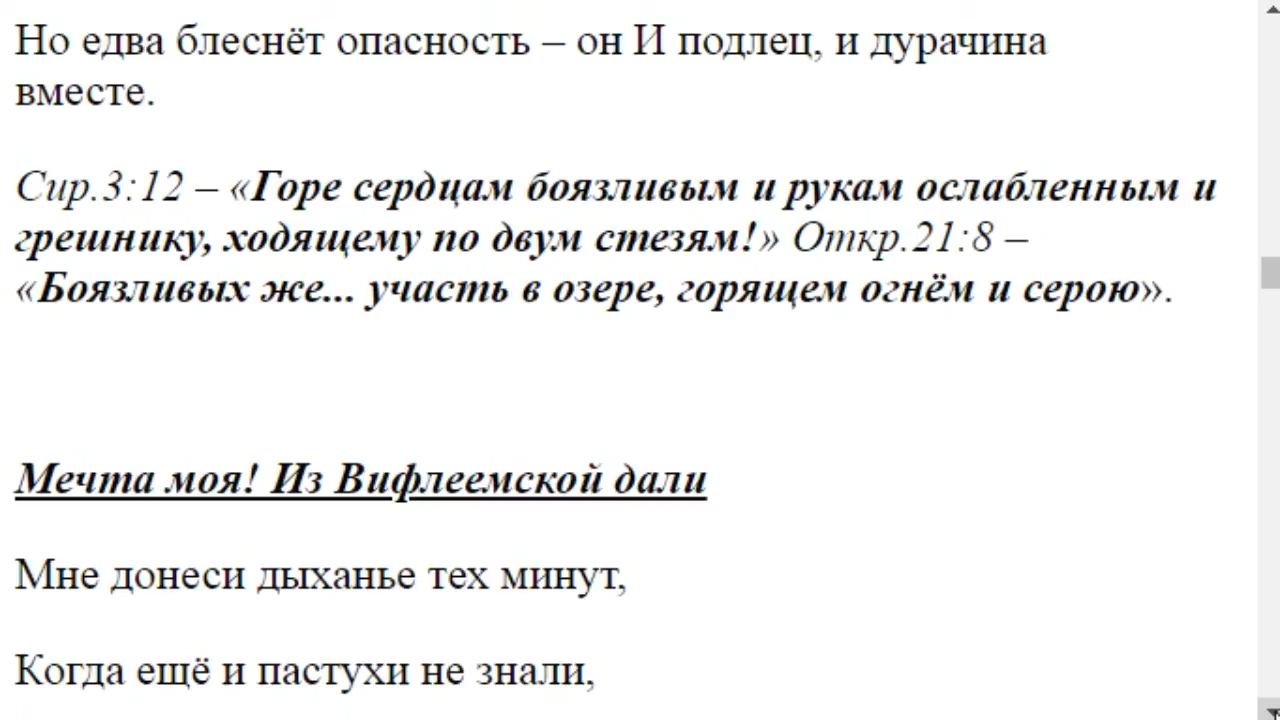 Но едва блеснёт опасность – он И подлец, и дурачина
вместе.
Сир.3:12 – «Горе сердцам боязливым и рукам ослабленным и
грешнику, ходящему по двум стезям!» Откр.21:8 –
«Боязливых же... участь в озере, горящем огнём и серою».
Мечта моя! Из Вифлеемской дали
Мне донеси дыханье тех минут,
Когда ещё и пастухи не знали,